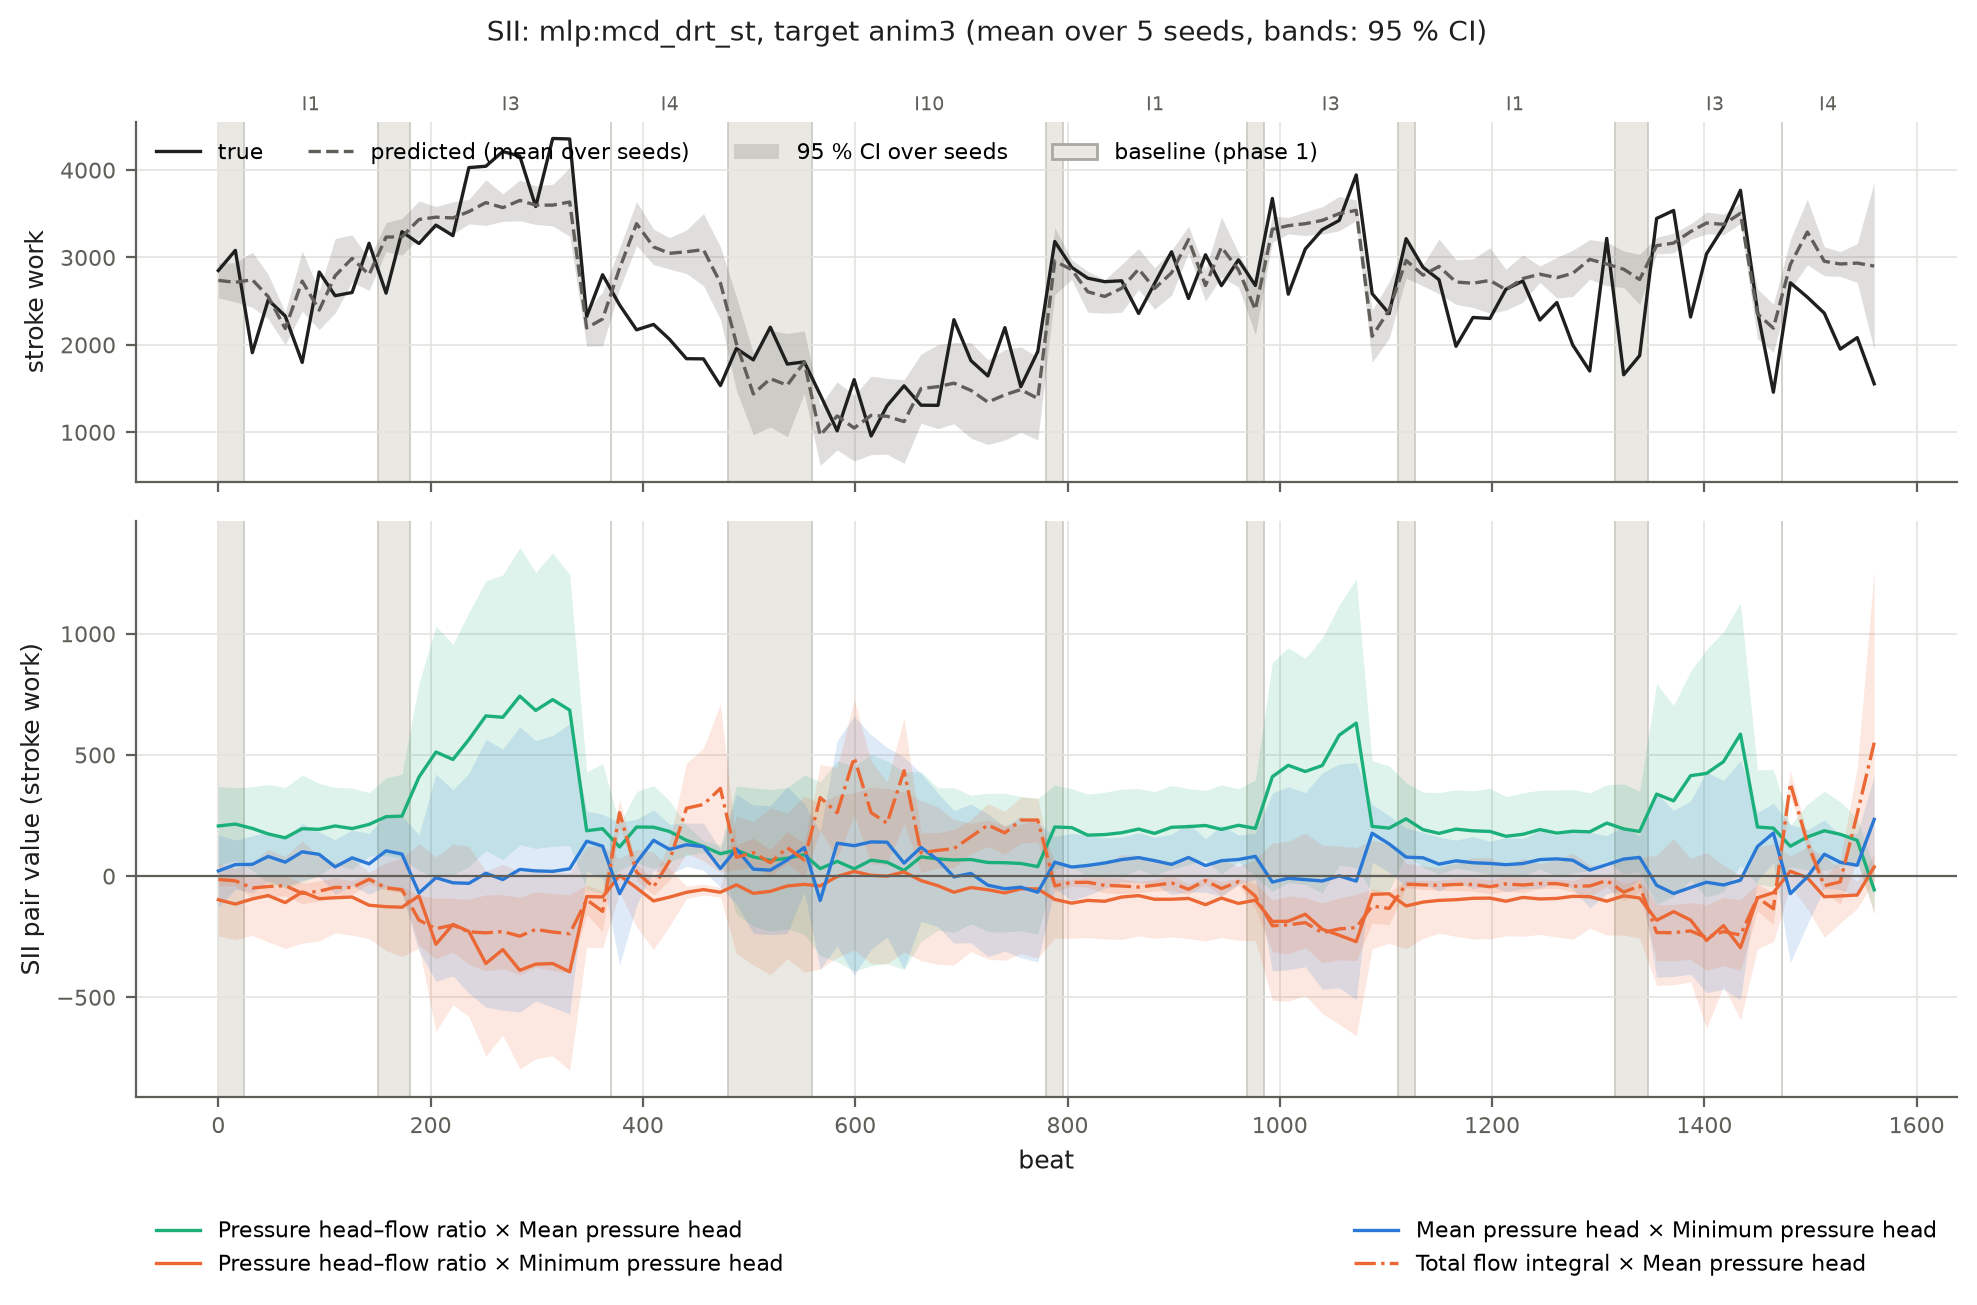 SII: mlp:mcd_drt_st, target anim3 (mean over 5 seeds, bands: 95 % CI)
I1 I3 I4 I10 I1 I3 I1 I3 I4
true predicted (mean over seeds) 95 % CI over seeds baseline (phase 1)
stroke work
4000
3000
2000
1000
SII pair value (stroke work)
1000
500
0
−500
0 200 400 600 800 1000 1200 1400 1600
beat
Pressure head–flow ratio × Mean pressure head
Pressure head–flow ratio × Minimum pressure head
Mean pressure head × Minimum pressure head
Total flow integral × Mean pressure head